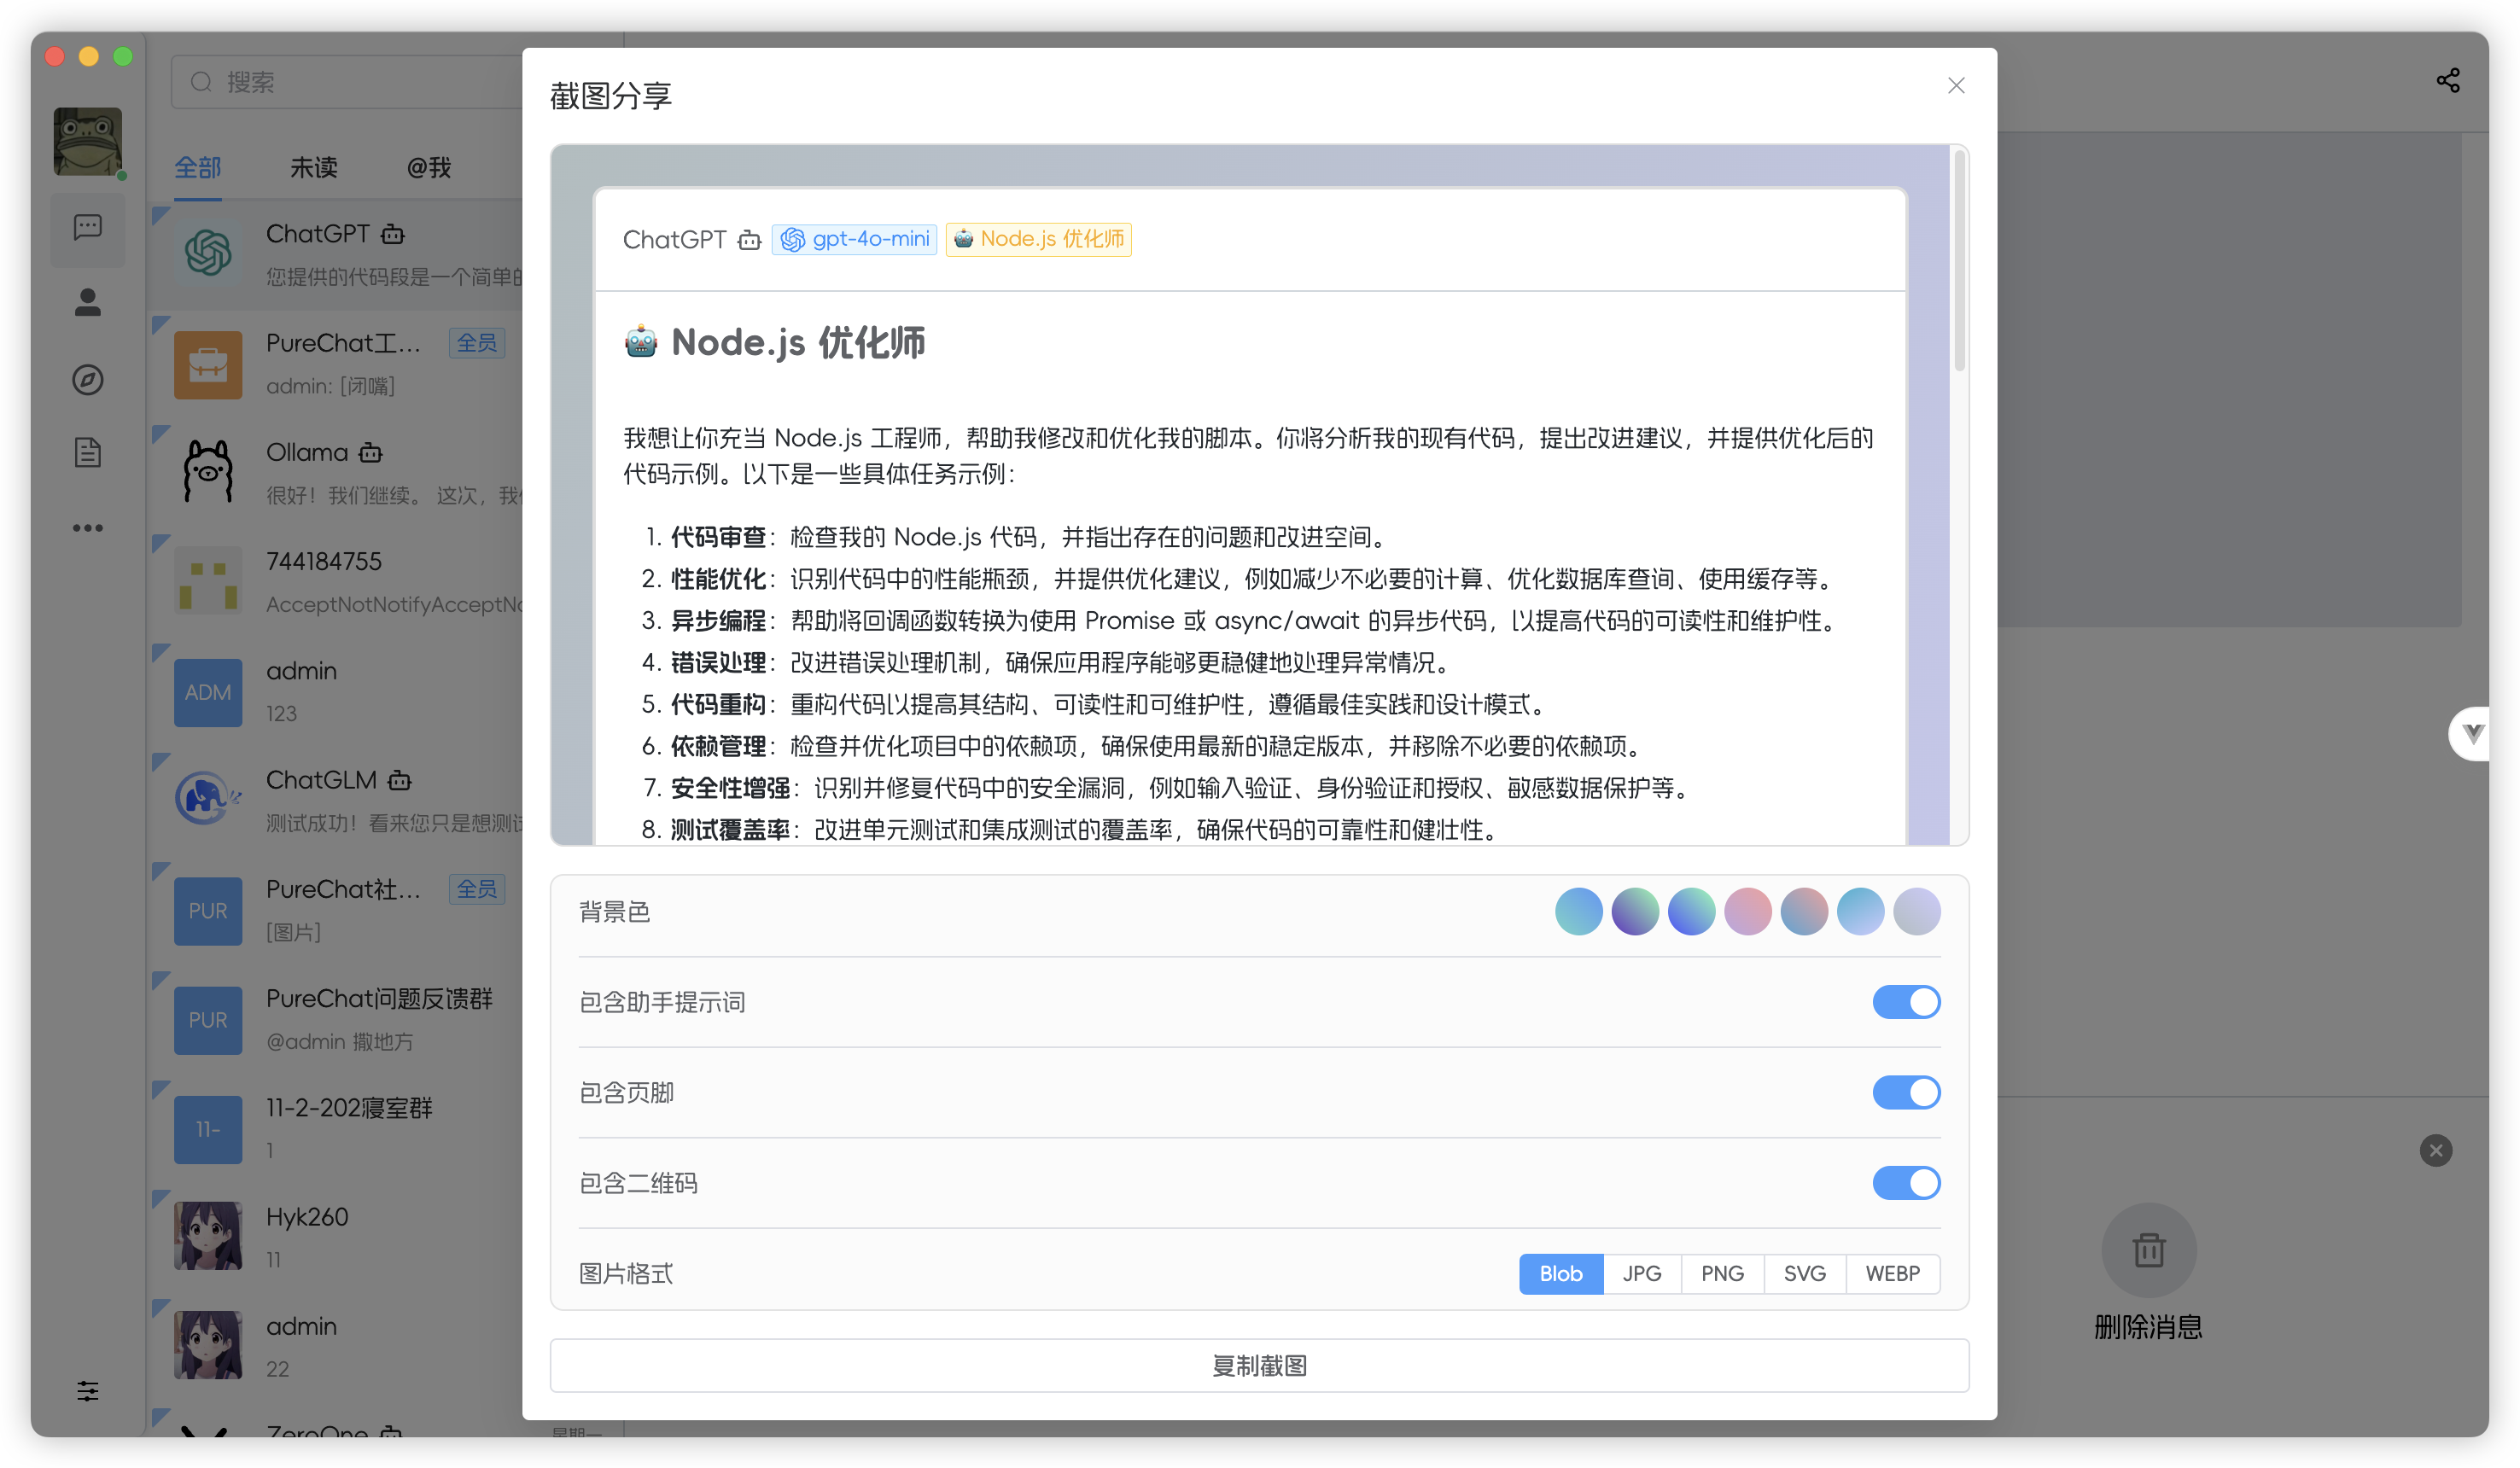 搜索
全部 未读 @我
ChatGPT
您提供的代码段是一个简单的
PureChat工... 全员
admin: [闭嘴]
Ollama
很好！我们继续。 这次，我
744184755
AcceptNotNotifyAcceptNo
ADM
admin
123
ChatGLM
测试成功！看来您只是想测试
PUR
PureChat社... 全员
[图片]
PUR
PureChat问题反馈群
@admin 撒地方
11-
11-2-202寝室群
1
Hyk260
11
admin
22
ZeroOne
星期一
截图分享
ChatGPT gpt-4o-mini Node.js 优化师
Node.js 优化师
我想让你充当 Node.js 工程师，帮助我修改和优化我的脚本。你将分析我的现有代码，提出改进建议，并提供优化后的
代码示例。以下是一些具体任务示例：
1. 代码审查：检查我的 Node.js 代码，并指出存在的问题和改进空间。
2. 性能优化：识别代码中的性能瓶颈，并提供优化建议，例如减少不必要的计算、优化数据库查询、使用缓存等。
3. 异步编程：帮助将回调函数转换为使用 Promise 或 async/await 的异步代码，以提高代码的可读性和维护性。
4. 错误处理：改进错误处理机制，确保应用程序能够更稳健地处理异常情况。
5. 代码重构：重构代码以提高其结构、可读性和可维护性，遵循最佳实践和设计模式。
6. 依赖管理：检查并优化项目中的依赖项，确保使用最新的稳定版本，并移除不必要的依赖项。
7. 安全性增强：识别并修复代码中的安全漏洞，例如输入验证、身份验证和授权、敏感数据保护等。
8. 测试覆盖率：改进单元测试和集成测试的覆盖率，确保代码的可靠性和健壮性。
背景色
包含助手提示词
包含页脚
包含二维码
图片格式 Blob JPG PNG SVG WEBP
复制截图
删除消息